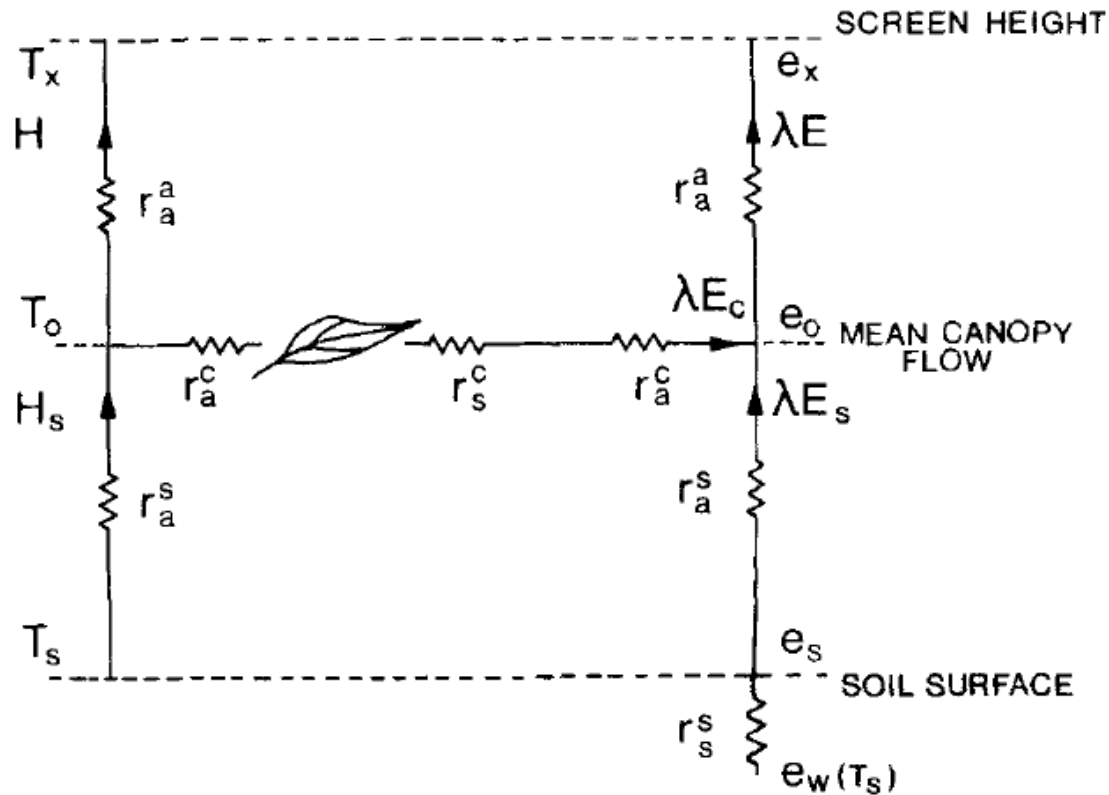 SCREEN HEIGHT
Tx ex
H λE
r_a^a r_a^a
λEc
To eo MEAN CANOPY
FLOW
r_a^c r_s^c r_a^c
Hs λEs
r_a^s r_a^s
Ts es
SOIL SURFACE
r_s^s
ew(Ts)